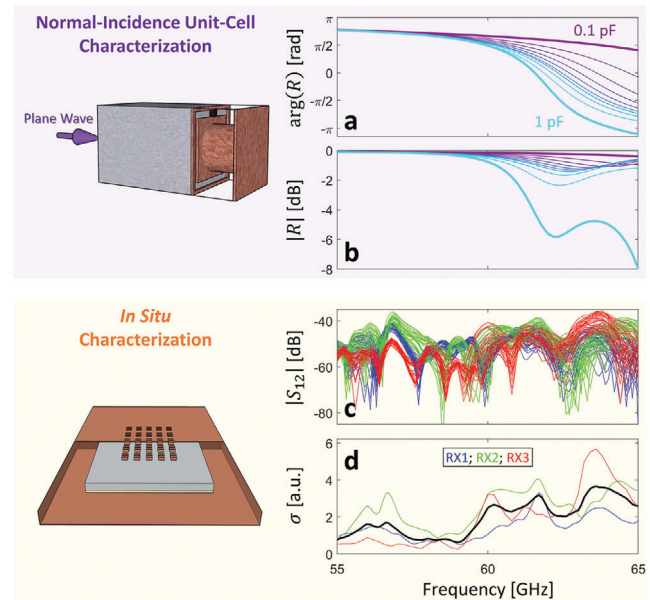 Normal-Incidence Unit-Cell
Characterization
Plane Wave
arg(R) [rad]
π
π/2
0
-π/2
-π
0.1 pF
1 pF
a
|R| [dB]
0
-2
-4
-6
-8
b
In Situ
Characterization
|S12| [dB]
-40
-60
-80
c
σ [a.u.]
6
4
2
0
d
RX1; RX2; RX3
55
60
65
Frequency [GHz]